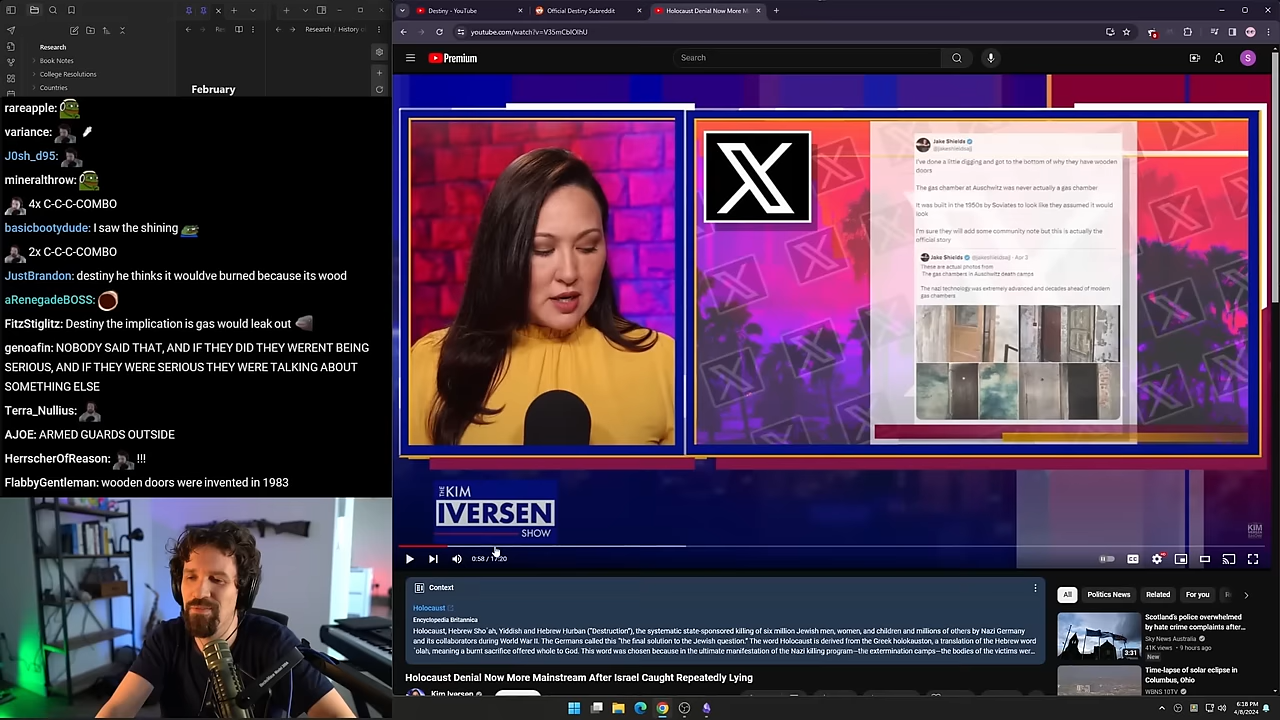 Destiny - YouTube
Official Destiny Subreddit
Holocaust Denial Now More M
youtube.com/watch?v=V35mCbIOlhU
Premium
Search
S
Research / History
Research
Book Notes
College Resolutions
Countries
February
rareapple:
variance:
J0sh_d95:
mineralthrow:
4x C-C-C-COMBO
basicbootydude: I saw the shining
2x C-C-C-COMBO
JustBrandon: destiny he thinks it wouldve burned since its wood
aRenegadeBOSS:
FitzStiglitz: Destiny the implication is gas would leak out
genoafin: NOBODY SAID THAT, AND IF THEY DID THEY WERENT BEING
SERIOUS, AND IF THEY WERE SERIOUS THEY WERE TALKING ABOUT
SOMETHING ELSE
Terra_Nullius:
AJOE: ARMED GUARDS OUTSIDE
HerrscherOfReason: !!!
FlabbyGentleman: wooden doors were invented in 1983
X
Jake Shields
@jakeshieldsajj
I've done a little digging and got to the bottom of why they have wooden
doors
The gas chamber at Auschwitz was never actually a gas chamber
It was built in the 1950s by Soviates to look like they assumed it would
look
I'm sure they will add some community note but this is actually the
official story
Jake Shields @jakeshieldsajj · Apr 3
These are actual photos from
The gas chambers in Auschwitz death camps
The nazi technology was extremely advanced and decades ahead of modern
gas chambers
THE KIM
IVERSEN
SHOW
KIM
IVERSEN
SHOW
0:58 / 17:20
Context
Holocaust
Encyclopedia Britannica
Holocaust, Hebrew Sho'ah, Yiddish and Hebrew Hurban ("Destruction"), the systematic state-sponsored killing of six million Jewish men, women, and children and millions of others by Nazi Germany
and its collaborators during World War II. The Germans called this "the final solution to the Jewish question." The word Holocaust is derived from the Greek holokauston, a translation of the Hebrew word
'olah, meaning a burnt sacrifice offered whole to God. This word was chosen because in the ultimate manifestation of the Nazi killing program—the extermination camps—the bodies of the victims wer...
Holocaust Denial Now More Mainstream After Israel Caught Repeatedly Lying
Kim Iversen
All
Politics News
Related
For you
Scotland's police overwhelmed
by hate crime complaints after...
Sky News Australia
41K views • 9 hours ago
New
3:31
Time-lapse of solar eclipse in
Columbus, Ohio
WBNS 10TV
6:18 PM
4/8/2024